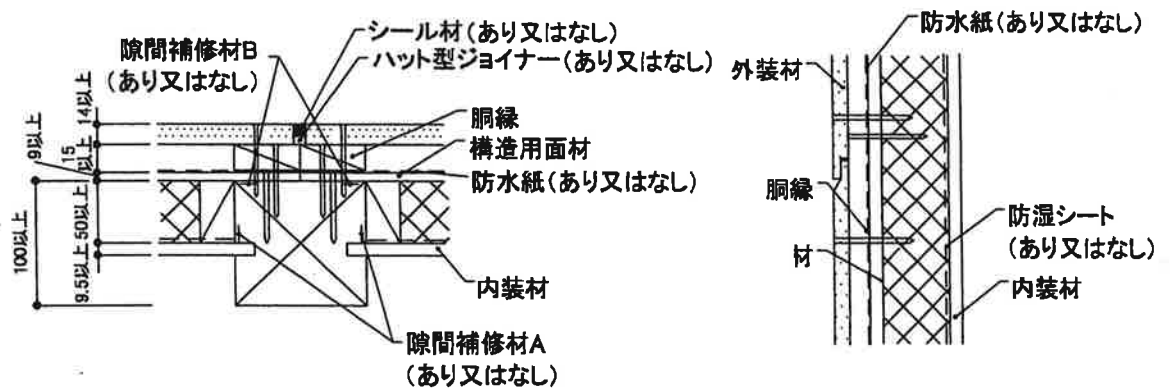 シール材(あり又はなし)
ハット型ジョイナー(あり又はなし)
隙間補修材B
(あり又はなし)
胴縁
構造用面材
防水紙(あり又はなし)
14以上
15
以上
9以上
50以上
9.5以上
100以上
内装材
隙間補修材A
(あり又はなし)
防水紙(あり又はなし)
外装材
胴縁
材
防湿シート
(あり又はなし)
内装材